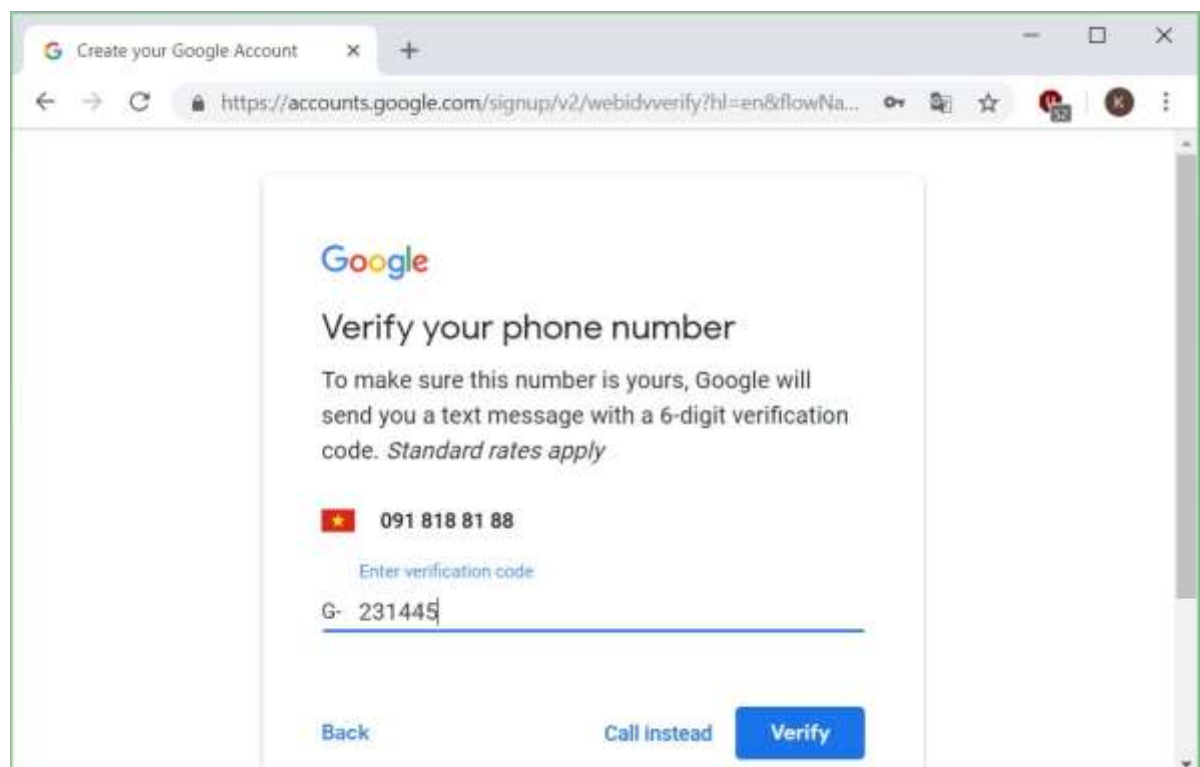 Create your Google Account
https://accounts.google.com/signup/v2/webidvverify?hl=en&flowNa...
52
K
Google
Verify your phone number
To make sure this number is yours, Google will
send you a text message with a 6-digit verification
code. Standard rates apply
091 818 81 88
Enter verification code
G- 231445
Back Call instead Verify